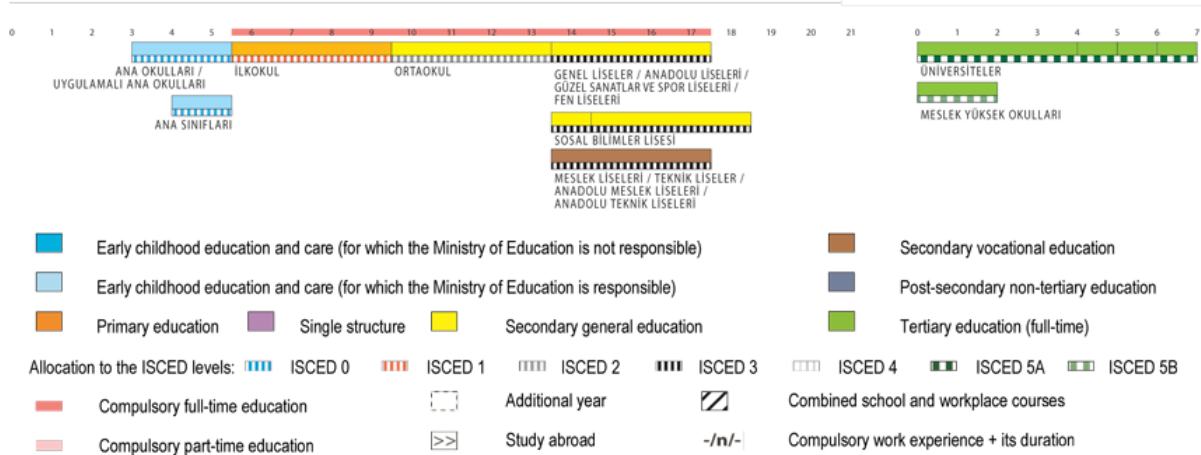 0 1 2 3 4 5 6 7 8 9 10 11 12 13 14 15 16 17 18 19 20 21 0 1 2 3 4 5 6 7
ANA OKULLARI /
UYGULAMALI ANA OKULLARI
İLKOKUL
ORTAOKUL
GENEL LİSELER / ANADOLU LİSELERİ /
GÜZEL SANATLAR VE SPOR LİSELERİ /
FEN LİSELERİ
ÜNİVERSİTELER
ANA SINIFLARI
MESLEK YÜKSEK OKULLARI
SOSAL BİLİMLER LİSESİ
MESLEK LİSELERİ / TEKNİK LİSELER /
ANADOLU MESLEK LİSELERİ /
ANADOLU TEKNİK LİSELERİ
Early childhood education and care (for which the Ministry of Education is not responsible)
Secondary vocational education
Early childhood education and care (for which the Ministry of Education is responsible)
Post-secondary non-tertiary education
Primary education Single structure Secondary general education
Tertiary education (full-time)
Allocation to the ISCED levels: ISCED 0 ISCED 1 ISCED 2 ISCED 3 ISCED 4 ISCED 5A ISCED 5B
Compulsory full-time education Additional year Combined school and workplace courses
Compulsory part-time education >> Study abroad -/n/- Compulsory work experience + its duration